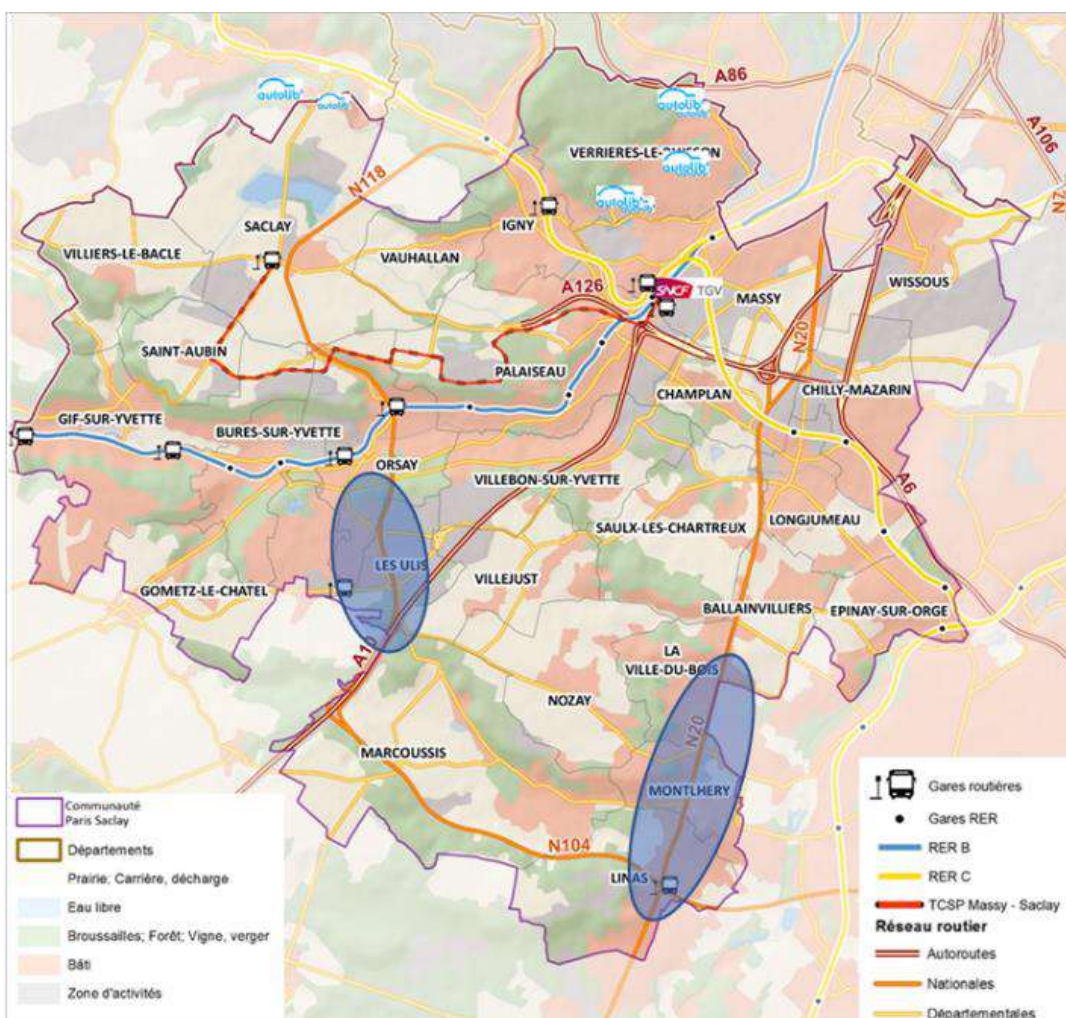 A86
autolib'
autolib'
autolib'
A106
VERRIERES-LE-BUISSON
autolib'
N118
N7
autolib'
IGNY
SACLAY
VILLIERS-LE-BACLE
VAUHALLAN
WISSOUS
A126
SNCF TGV
MASSY
N20
SAINT-AUBIN
PALAISEAU
CHAMPLAN
CHILLY-MAZARIN
GIF-SUR-YVETTE
BURES-SUR-YVETTE
ORSAY
VILLEBON-SUR-YVETTE
A6
SAULX-LES-CHARTREUX
LONGJUMEAU
LES ULIS
VILLEJUST
GOMETZ-LE-CHATEL
BALLAINVILLIERS
EPINAY-SUR-ORGE
A10
LA
VILLE-DU-BOIS
NOZAY
N20
MARCOUSSIS
MONTLHERY
N104
LINAS
Communauté
Paris Saclay
Départements
Prairie; Carrière, décharge
Eau libre
Broussailles; Forêt; Vigne, verger
Bâti
Zone d'activités
Gares routières
Gares RER
RER B
RER C
TCSP Massy - Saclay
Réseau routier
Autoroutes
Nationales
Départementales